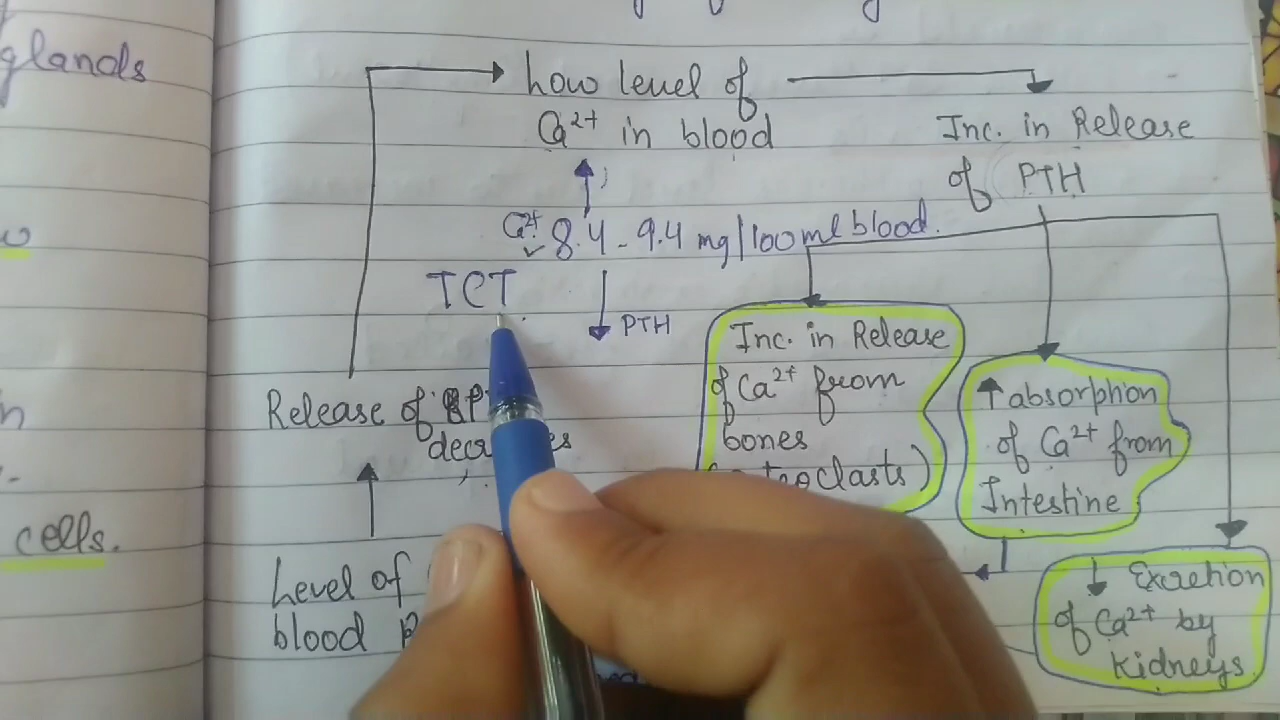 glands
cells.
Low level of
Ca²⁺ in blood
Inc. in Release
of PTH
Ca²⁺ 8.4 - 9.4 mg/100ml blood.
TCT
PTH
Inc. in Release
of Ca²⁺ from
bones
↑ absorption
of Ca²⁺ from
Intestine
Release of
Level of
blood
↓ Excretion
of Ca²⁺ by
kidneys